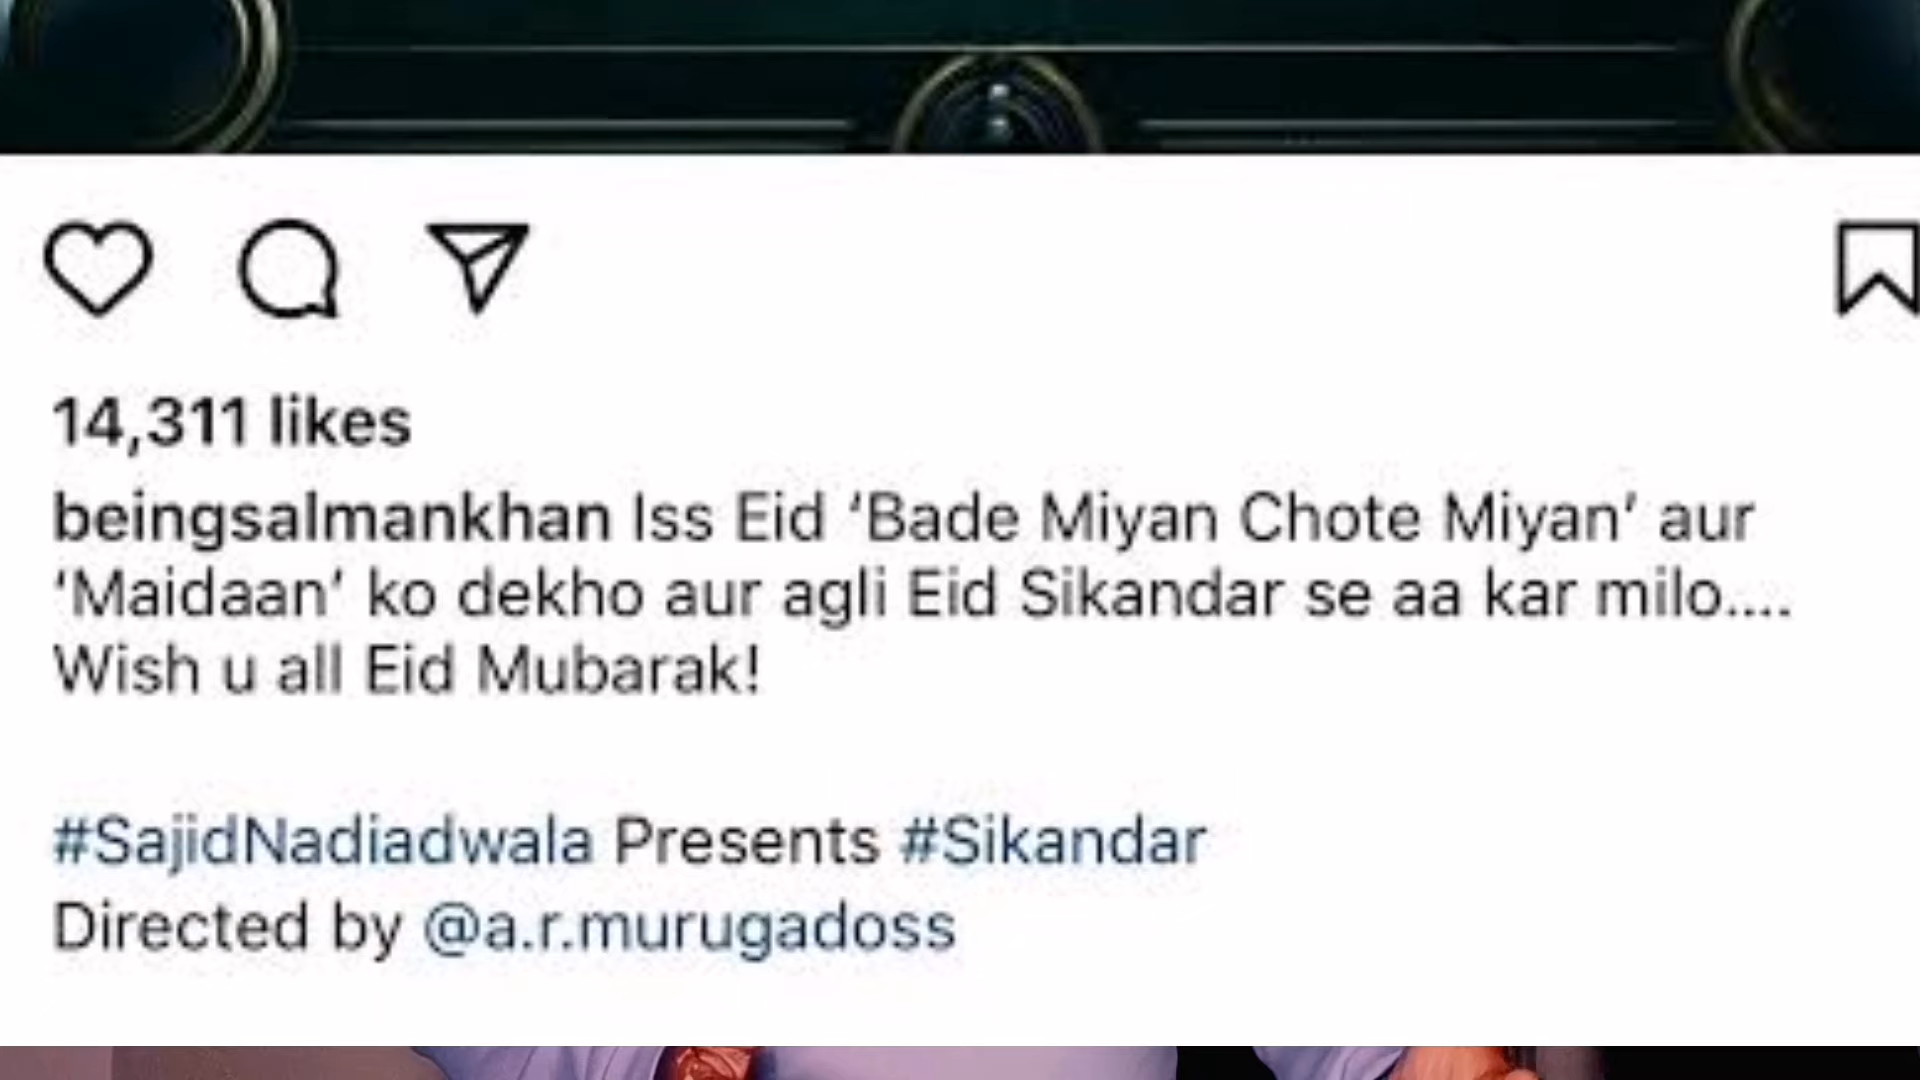 14,311 likes
beingsalmankhan Iss Eid ‘Bade Miyan Chote Miyan’ aur
‘Maidaan’ ko dekho aur agli Eid Sikandar se aa kar milo....
Wish u all Eid Mubarak!
#SajidNadiadwala Presents #Sikandar
Directed by @a.r.murugadoss